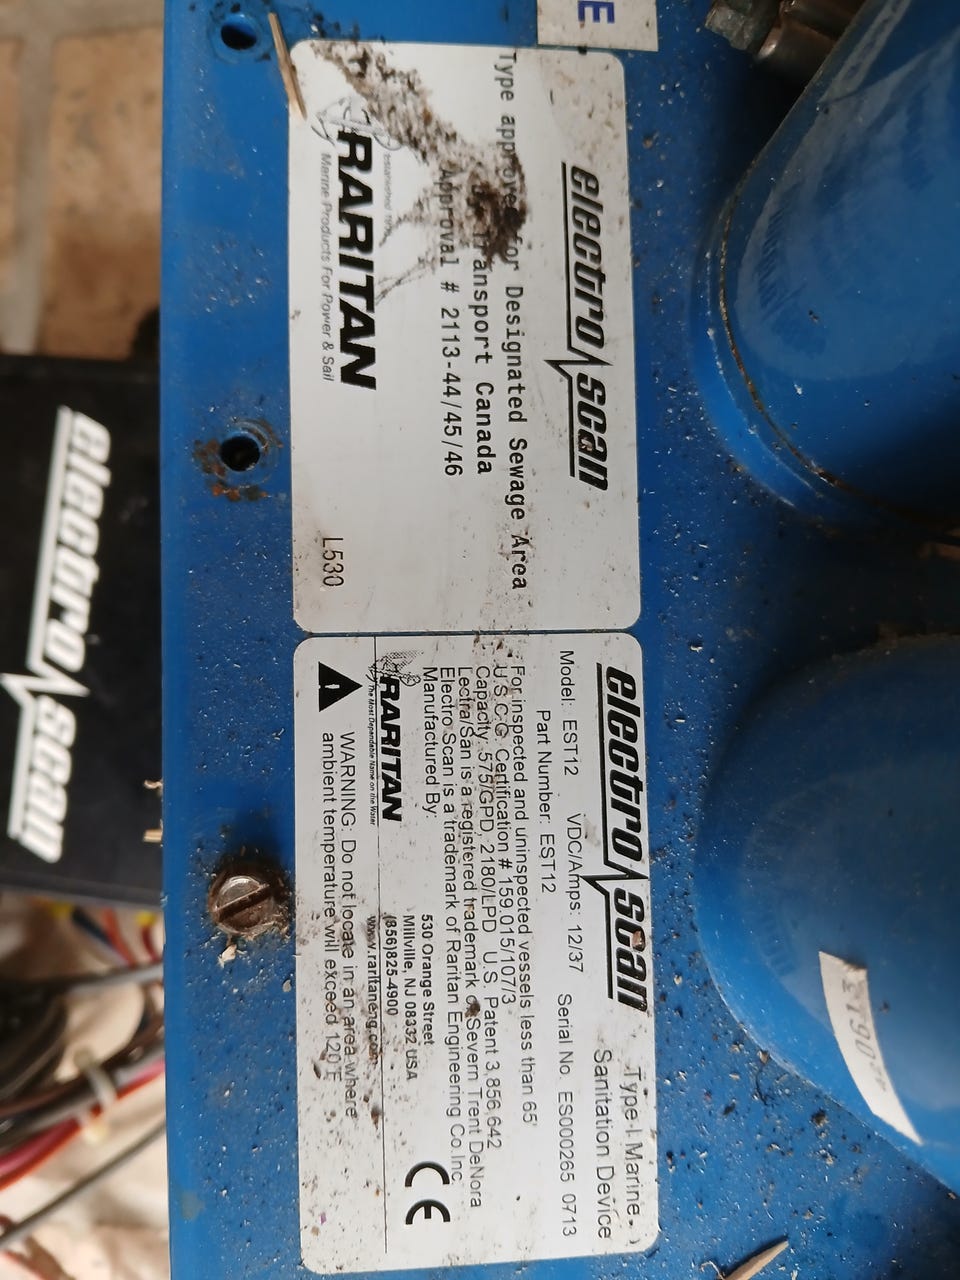 E
electro scan
Type approved for Designated Sewage Area
Transport Canada
Approval # 2113-44/45/46
established 1958
RARITAN
Marine Products For Power & Sail
L530
electro scan
Type I Marine
Sanitation Device
Model: EST12 VDC/Amps: 12/37 Serial No. ES000265 0713
Part Number: EST12
For inspected and uninspected vessels less than 65'
U.S.C.G. Certification # 159.015/107/3
Capacity: 575/GPD, 2180/LPD U.S. Patent 3,856,642
Lectra/San is a registered trademark of Severn Trent DeNora
Electro Scan is a trademark of Raritan Engineering Co. Inc.
Manufactured By:
RARITAN
The Most Dependable Name on the Water
530 Orange Street
Millville, NJ 08332 USA
(856)825-4900
www.raritaneng.com
CE
WARNING: Do not locate in an area where
ambient temperature will exceed 120°F
electro scan